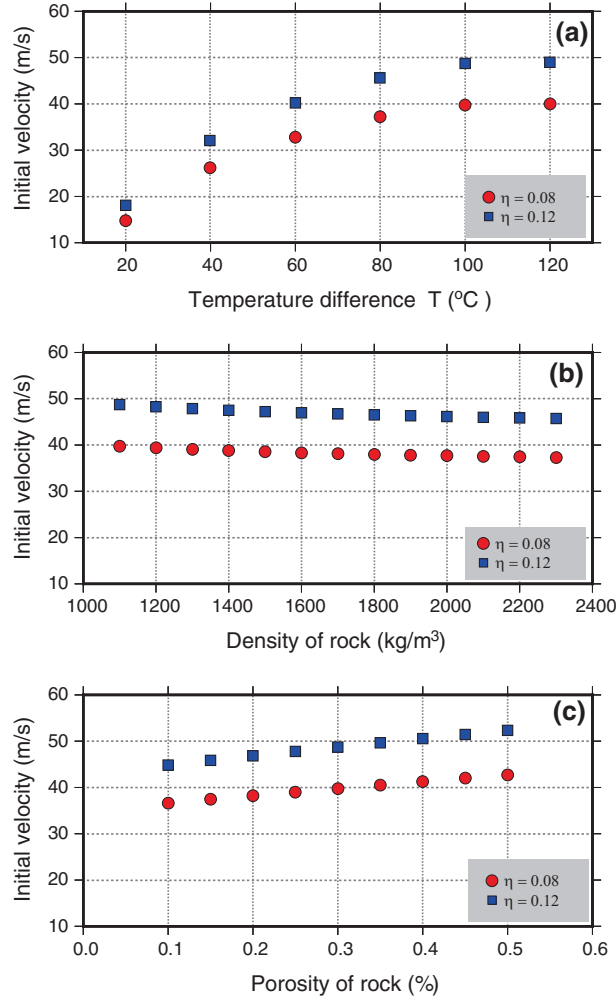 60
(a)
50
40
30
20
10
Initial velocity (m/s)
η = 0.08
η = 0.12
20 40 60 80 100 120
Temperature difference T (°C )
60
(b)
50
40
30
20
10
Initial velocity (m/s)
η = 0.08
η = 0.12
1000 1200 1400 1600 1800 2000 2200 2400
Density of rock (kg/m³)
60
(c)
50
40
30
20
10
Initial velocity (m/s)
η = 0.08
η = 0.12
0.0 0.1 0.2 0.3 0.4 0.5 0.6
Porosity of rock (%)